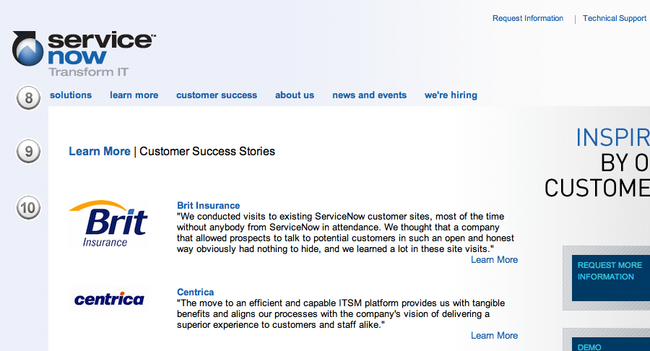 Request Information | Technical Support
service
now
Transform IT
8
solutions learn more customer success about us news and events we're hiring
INSPIR
9
Learn More | Customer Success Stories
BY O
CUSTOME
10
Brit
Insurance
Brit Insurance
"We conducted visits to existing ServiceNow customer sites, most of the time
without anybody from ServiceNow in attendance. We thought that a company
that allowed prospects to talk to potential customers in such an open and honest
way obviously had nothing to hide, and we learned a lot in these site visits."
Learn More
REQUEST MORE
INFORMATION
centrica
Centrica
"The move to an efficient and capable ITSM platform provides us with tangible
benefits and aligns our processes with the company's vision of delivering a
superior experience to customers and staff alike."
Learn More
DEMO